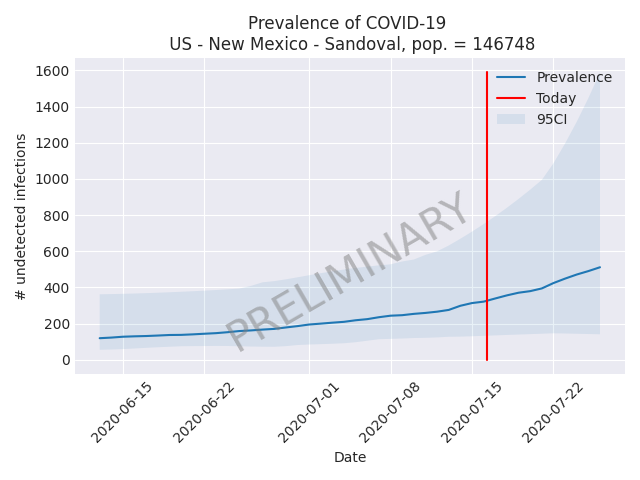 Prevalence of COVID-19
US - New Mexico - Sandoval, pop. = 146748
Prevalence
Today
95CI
PRELIMINARY
# undetected infections
1600
1400
1200
1000
800
600
400
200
0
2020-06-15
2020-06-22
2020-07-01
2020-07-08
2020-07-15
2020-07-22
Date